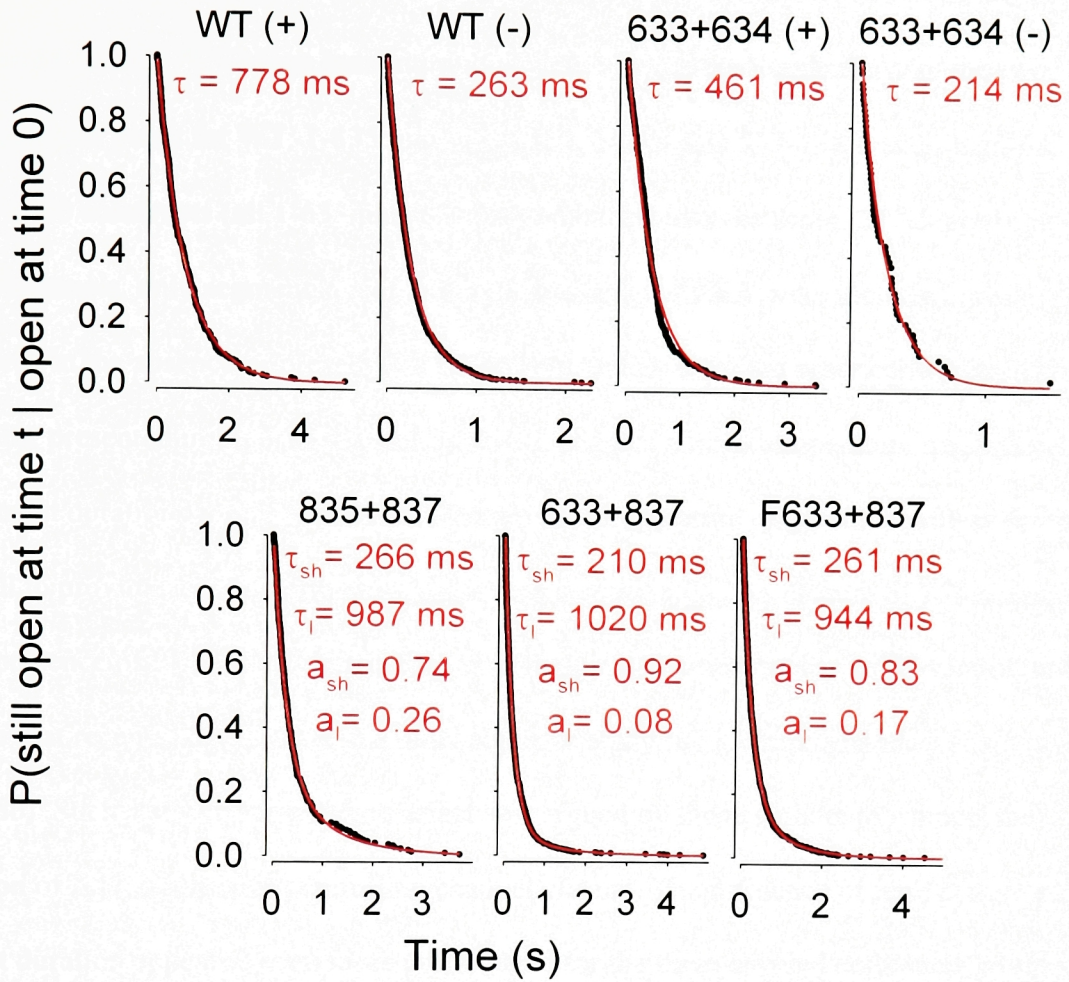 WT (+)
WT (-)
633+634 (+)
633+634 (-)
τ = 778 ms
τ = 263 ms
τ = 461 ms
τ = 214 ms
1.0
0.8
0.6
0.4
0.2
0.0
0 2 4
0 1 2
0 1 2 3
0 1
P(still open at time t | open at time 0)
835+837
633+837
F633+837
τsh= 266 ms
τl= 987 ms
ash= 0.74
al= 0.26
τsh= 210 ms
τl= 1020 ms
ash= 0.92
al= 0.08
τsh= 261 ms
τl= 944 ms
ash= 0.83
al= 0.17
1.0
0.8
0.6
0.4
0.2
0.0
0 1 2 3
0 1 2 3 4
0 2 4
Time (s)